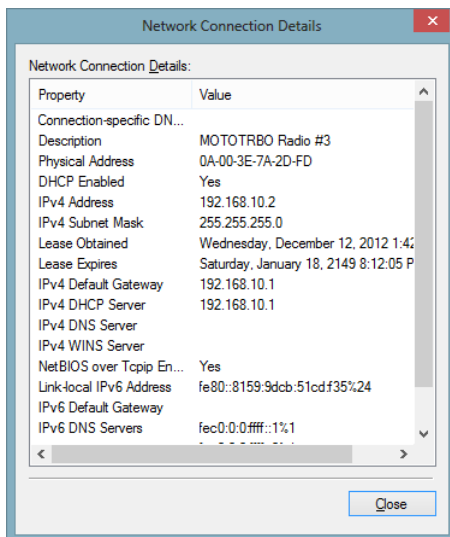 Network Connection Details
Network Connection Details:
Property Value
Connection-specific DN...
Description MOTOTRBO Radio #3
Physical Address 0A-00-3E-7A-2D-FD
DHCP Enabled Yes
IPv4 Address 192.168.10.2
IPv4 Subnet Mask 255.255.255.0
Lease Obtained Wednesday, December 12, 2012 1:42
Lease Expires Saturday, January 18, 2149 8:12:05 P
IPv4 Default Gateway 192.168.10.1
IPv4 DHCP Server 192.168.10.1
IPv4 DNS Server
IPv4 WINS Server
NetBIOS over Tcpip En... Yes
Link-local IPv6 Address fe80::8159:9dcb:51cd:f35%24
IPv6 Default Gateway
IPv6 DNS Servers fec0:0:0:ffff::1%1
Close